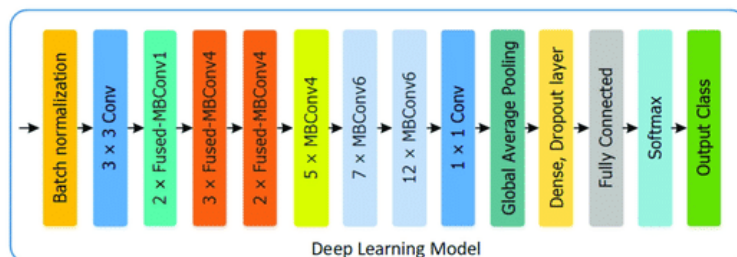 Batch normalization
3 × 3 Conv
2 × Fused-MBConv1
3 × Fused-MBConv4
2 × Fused-MBConv4
5 × MBConv4
7 × MBConv6
12 × MBConv6
1 × 1 Conv
Global Average Pooling
Dense, Dropout layer
Fully Connected
Softmax
Output Class
Deep Learning Model